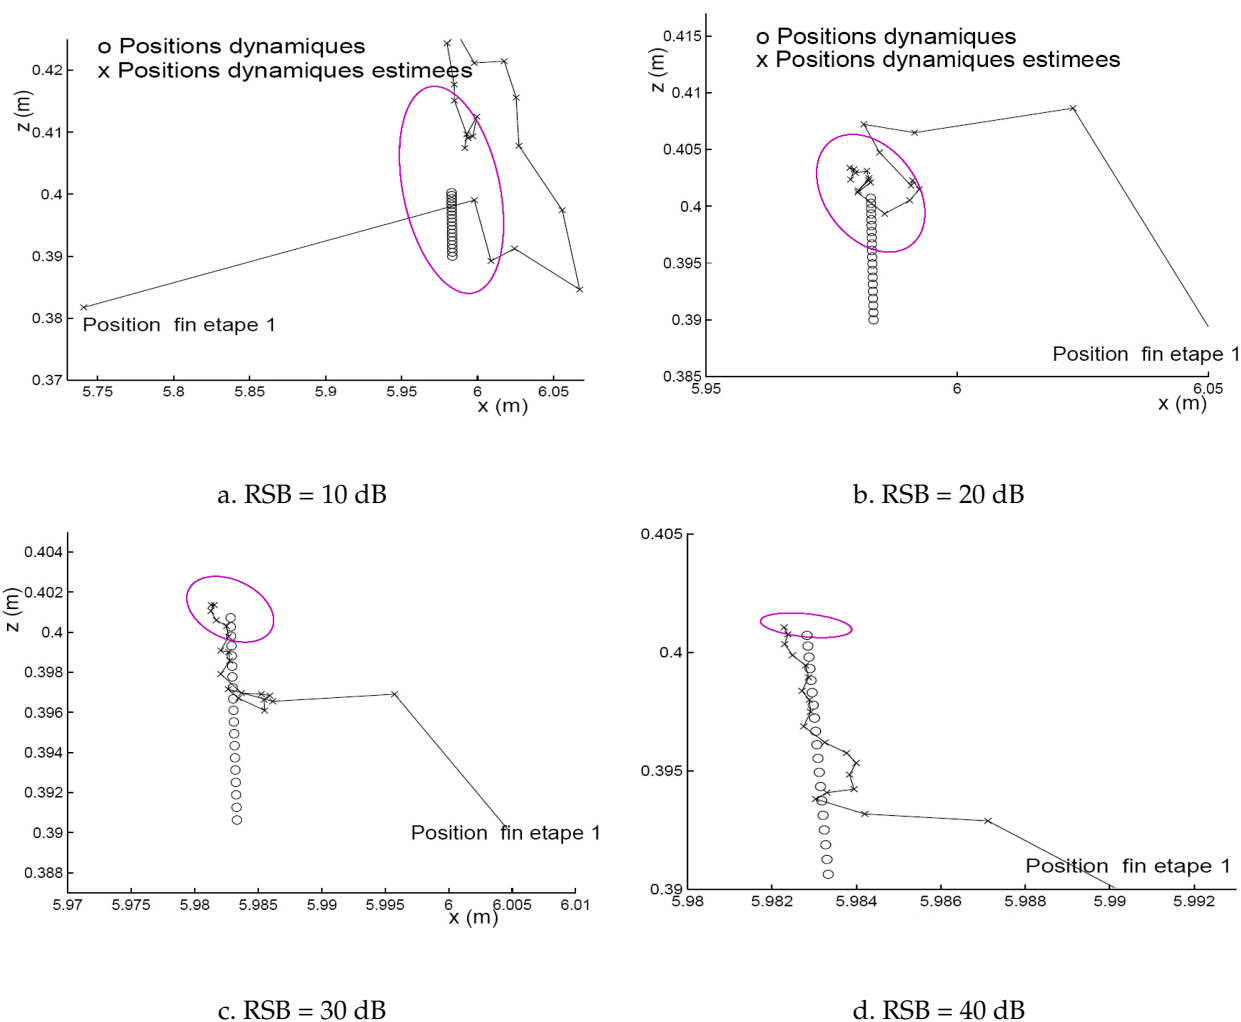 o Positions dynamiques
x Positions dynamiques estimees
0.42
0.41
0.4
0.39
0.38
0.37
z (m)
Position fin etape 1
5.75 5.8 5.85 5.9 5.95 6 6.05
x (m)
a. RSB = 10 dB
o Positions dynamiques
x Positions dynamiques estimees
0.415
0.41
0.405
0.4
0.395
0.39
0.385
z (m)
Position fin etape 1
5.95 6 6.05
x (m)
b. RSB = 20 dB
0.404
0.402
0.4
0.398
0.396
0.394
0.392
0.39
0.388
z (m)
Position fin etape 1
5.97 5.975 5.98 5.985 5.99 5.995 6 6.005 6.01
x (m)
c. RSB = 30 dB
0.405
0.4
0.395
0.39
Position fin etape 1
5.98 5.982 5.984 5.986 5.988 5.99 5.992
d. RSB = 40 dB